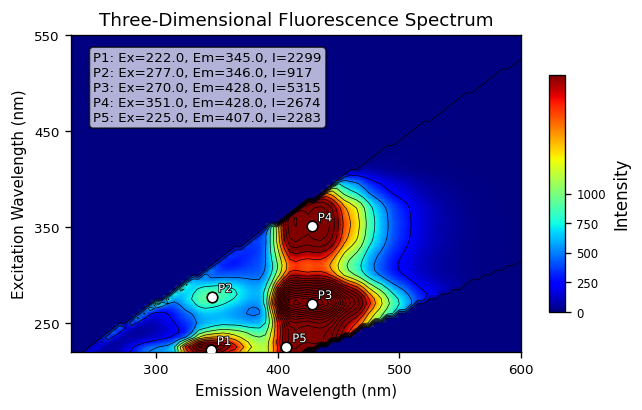 Three-Dimensional Fluorescence Spectrum
P1: Ex=222.0, Em=345.0, I=2299
P2: Ex=277.0, Em=346.0, I=917
P3: Ex=270.0, Em=428.0, I=5315
P4: Ex=351.0, Em=428.0, I=2674
P5: Ex=225.0, Em=407.0, I=2283
550
450
350
250
Excitation Wavelength (nm)
P4
P2
P3
P5
P1
300
400
500
600
Emission Wavelength (nm)
1000
750
500
250
0
Intensity